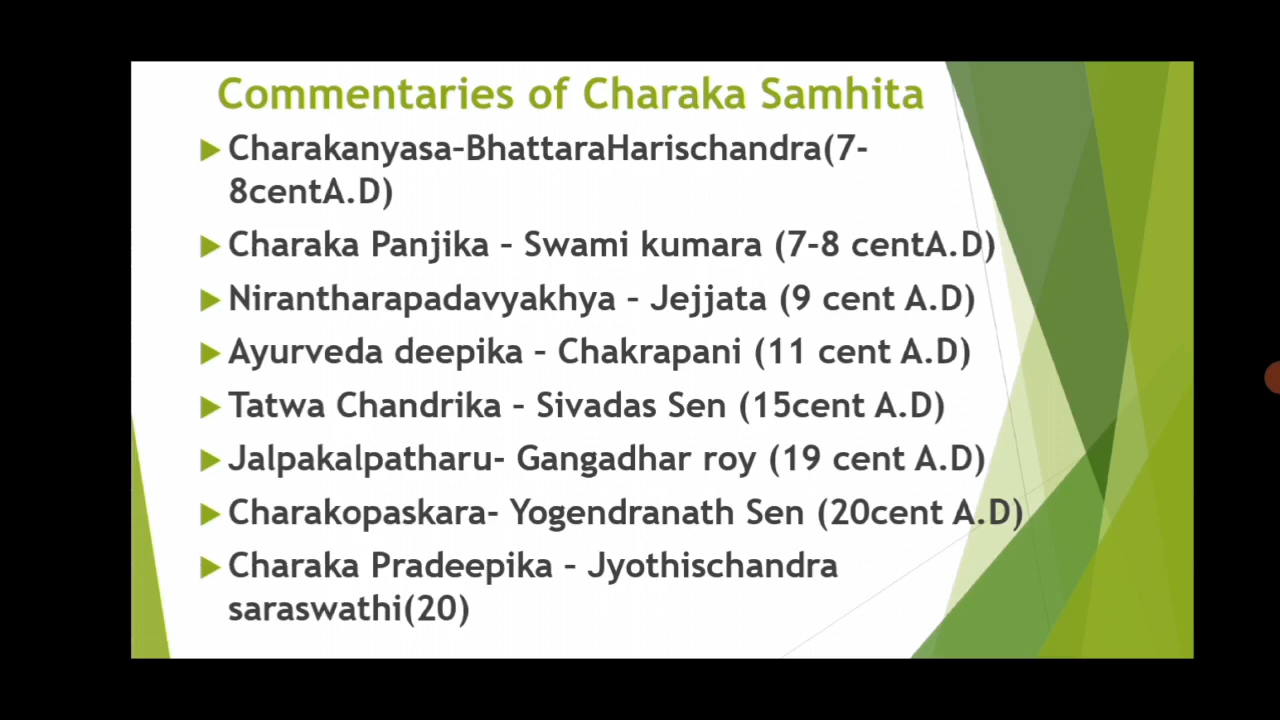 Commentaries of Charaka Samhita
Charakanyasa-BhattaraHarischandra(7-
8centA.D)
Charaka Panjika – Swami kumara (7-8 centA.D)
Nirantharapadavyakhya – Jejjata (9 cent A.D)
Ayurveda deepika – Chakrapani (11 cent A.D)
Tatwa Chandrika – Sivadas Sen (15cent A.D)
Jalpakalpatharu- Gangadhar roy (19 cent A.D)
Charakopaskara- Yogendranath Sen (20cent A.D)
Charaka Pradeepika – Jyothischandra
saraswathi(20)